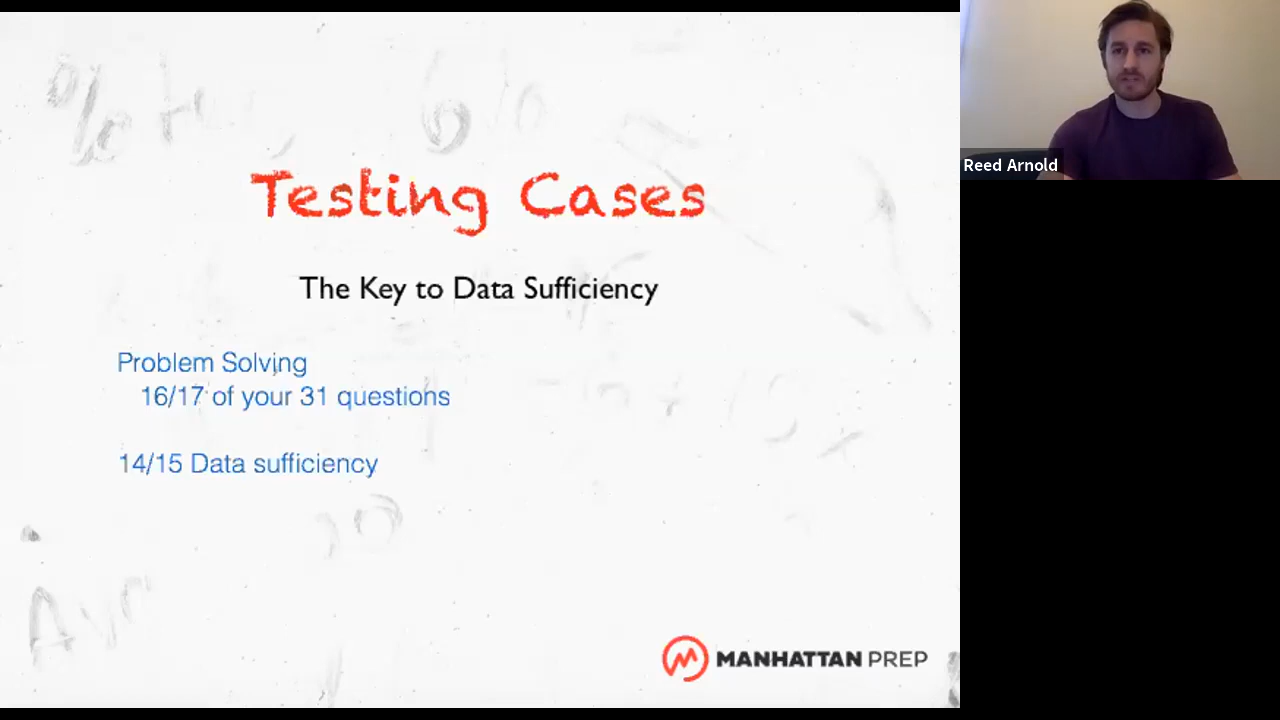 Testing Cases
The Key to Data Sufficiency
Problem Solving
16/17 of your 31 questions
14/15 Data sufficiency
MANHATTAN PREP
Reed Arnold